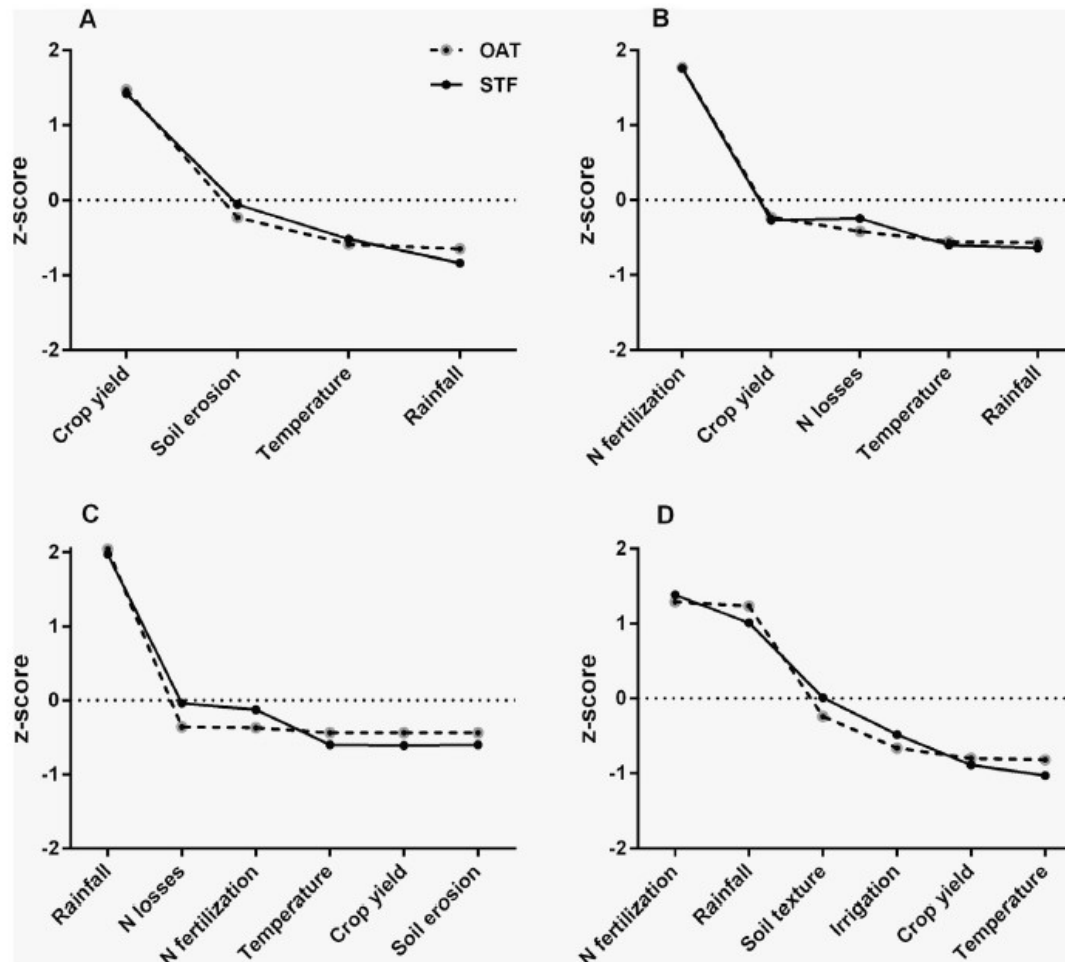 A
OAT
STF
z-score
2
1
0
-1
-2
Crop yield
Soil erosion
Temperature
Rainfall
B
z-score
2
1
0
-1
-2
N fertilization
Crop yield
N losses
Temperature
Rainfall
C
z-score
2
1
0
-1
-2
Rainfall
N losses
N fertilization
Temperature
Crop yield
Soil erosion
D
z-score
2
1
0
-1
-2
N fertilization
Rainfall
Soil texture
Irrigation
Crop yield
Temperature